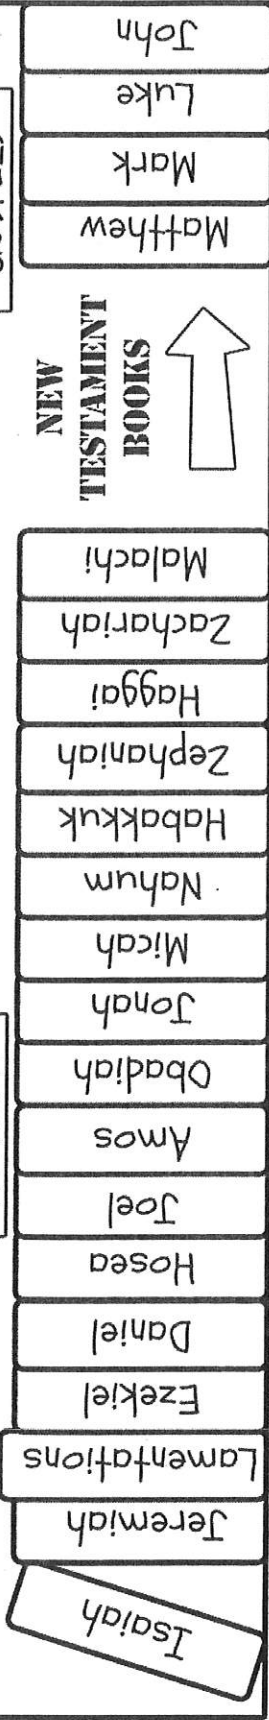 Isaiah
Jeremiah
Lamentations
Ezekiel
Daniel
Hosea
Joel
Amos
Obadiah
Jonah
Micah
Nahum
Habakkuk
Zephaniah
Haggai
Zachariah
Malachi
NEW
TESTAMENT
BOOKS
Matthew
Mark
Luke
John